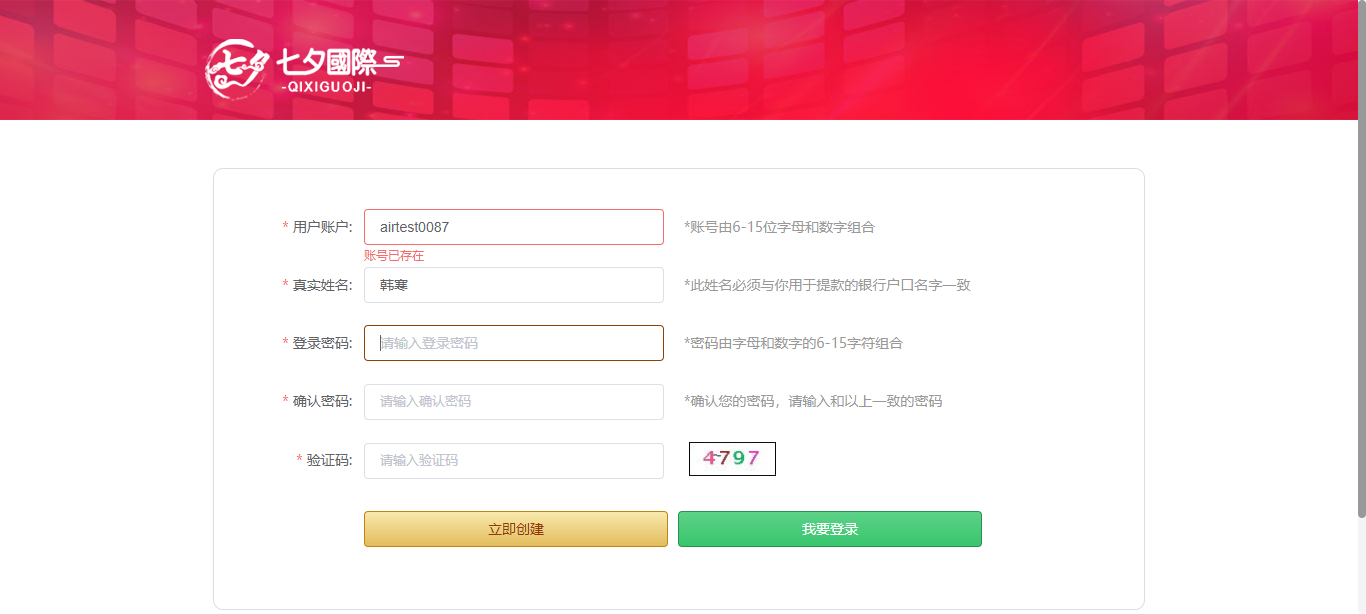 七夕
七夕國際
-QIXIGUOJI-
* 用户账户: airtest0087 *账号由6-15位字母和数字组合
账号已存在
* 真实姓名: 韩寒 *此姓名必须与你用于提款的银行户口名字一致
* 登录密码: 请输入登录密码 *密码由字母和数字的6-15字符组合
* 确认密码: 请输入确认密码 *确认您的密码，请输入和以上一致的密码
* 验证码: 请输入验证码 4797
立即创建 我要登录